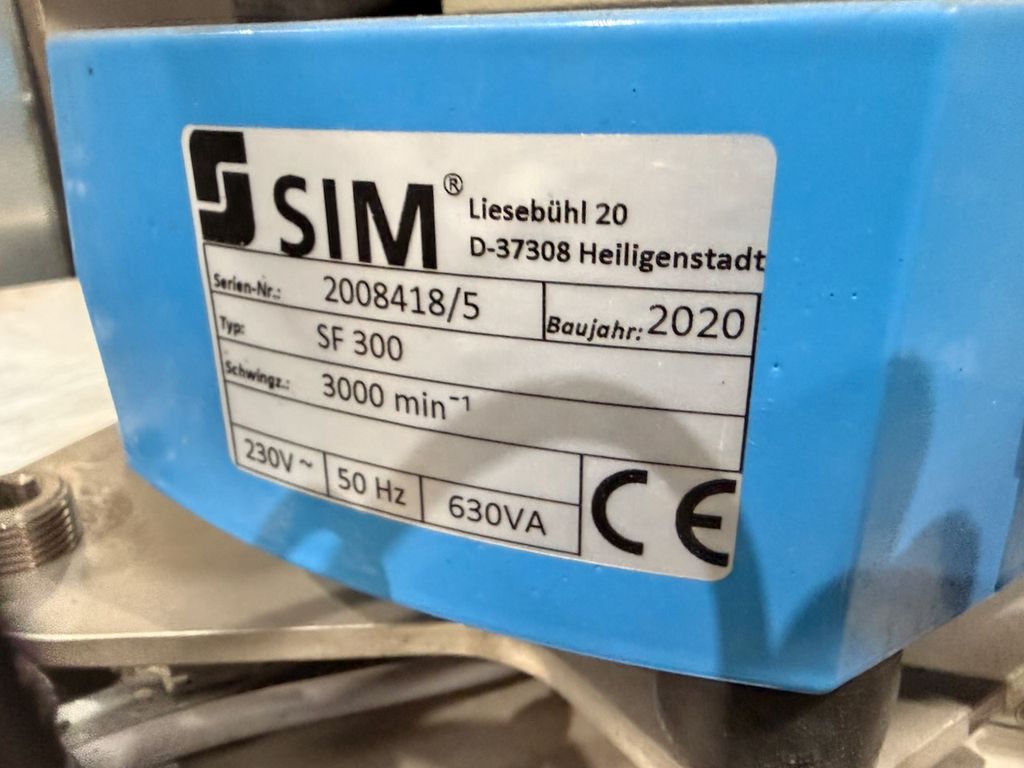 SIM®
Liesebühl 20
D-37308 Heiligenstadt
Serien-Nr.: 2008418/5 Baujahr: 2020
Typ: SF 300
Schwingz.: 3000 min⁻¹
230V ~ 50 Hz 630VA CE